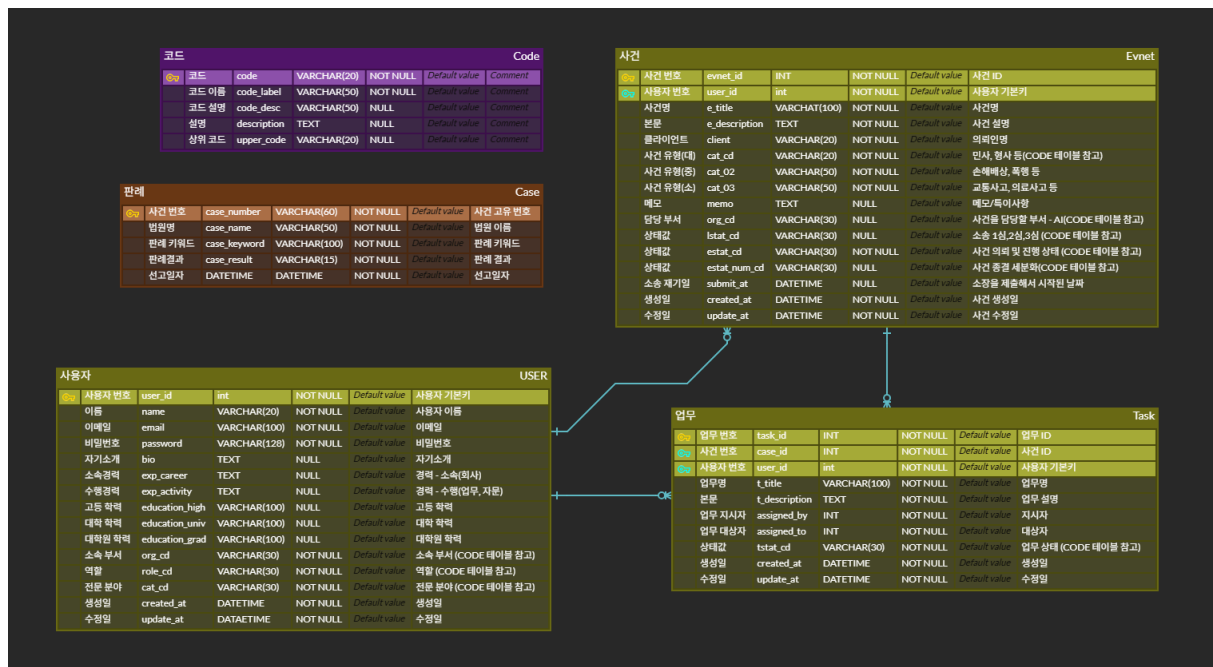 코드 Code
코드 code VARCHAR(20) NOT NULL Default value Comment
코드 이름 code_label VARCHAR(50) NOT NULL Default value Comment
코드 설명 code_desc VARCHAR(50) NULL Default value Comment
설명 description TEXT NULL Default value Comment
상위 코드 upper_code VARCHAR(20) NULL Default value Comment
판례 Case
사건 번호 case_number VARCHAR(60) NOT NULL Default value 사건 고유 번호
법원명 case_name VARCHAR(50) NOT NULL Default value 법원 이름
판례 키워드 case_keyword VARCHAR(100) NOT NULL Default value 판례 키워드
판례결과 case_result VARCHAR(15) NOT NULL Default value 판례 결과
선고일자 DATETIME DATETIME NOT NULL Default value 선고일자
사건 Evnet
사건 번호 evnet_id INT NOT NULL Default value 사건 ID
사용자 번호 user_id int NOT NULL Default value 사용자 기본키
사건명 e_title VARCHAT(100) NOT NULL Default value 사건명
본문 e_description TEXT NOT NULL Default value 사건 설명
클라이언트 client VARCHAR(20) NOT NULL Default value 의뢰인명
사건 유형(대) cat_cd VARCHAR(20) NOT NULL Default value 민사, 형사 등(CODE 테이블 참고)
사건 유형(중) cat_02 VARCHAR(50) NOT NULL Default value 손해배상, 폭행 등
사건 유형(소) cat_03 VARCHAR(50) NOT NULL Default value 교통사고, 의료사고 등
메모 memo TEXT NULL Default value 메모/특이사항
담당 부서 org_cd VARCHAR(30) NULL Default value 사건을 담당할 부서 - AI(CODE 테이블 참고)
상태값 lstat_cd VARCHAR(30) NULL Default value 소송 1심,2심,3심 (CODE 테이블 참고)
상태값 estat_cd VARCHAR(30) NOT NULL Default value 사건 의뢰 및 진행 상태 (CODE 테이블 참고)
상태값 estat_num_cd VARCHAR(30) NULL Default value 사건 종결 세분화(CODE 테이블 참고)
소송 제기일 submit_at DATETIME NULL Default value 소장을 제출해서 시작된 날짜
생성일 created_at DATETIME NOT NULL Default value 사건 생성일
수정일 update_at DATETIME NOT NULL Default value 사건 수정일
사용자 USER
사용자 번호 user_id int NOT NULL Default value 사용자 기본키
이름 name VARCHAR(20) NOT NULL Default value 사용자 이름
이메일 email VARCHAR(100) NOT NULL Default value 이메일
비밀번호 password VARCHAR(128) NOT NULL Default value 비밀번호
자기소개 bio TEXT NULL Default value 자기소개
소속경력 exp_career TEXT NULL Default value 경력 - 소속(회사)
수행경력 exp_activity TEXT NULL Default value 경력 - 수행(업무, 자문)
고등 학력 education_high VARCHAR(100) NULL Default value 고등 학력
대학 학력 education_univ VARCHAR(100) NULL Default value 대학 학력
대학원 학력 education_grad VARCHAR(100) NULL Default value 대학원 학력
소속 부서 org_cd VARCHAR(30) NOT NULL Default value 소속 부서 (CODE 테이블 참고)
역할 role_cd VARCHAR(30) NOT NULL Default value 역할 (CODE 테이블 참고)
전문 분야 cat_cd VARCHAR(30) NOT NULL Default value 전문 분야 (CODE 테이블 참고)
생성일 created_at DATETIME NOT NULL Default value 생성일
수정일 update_at DATAETIME NOT NULL Default value 수정일
업무 Task
업무 번호 task_id INT NOT NULL Default value 업무 ID
사건 번호 case_id INT NOT NULL Default value 사건 ID
사용자 번호 user_id int NOT NULL Default value 사용자 기본키
업무명 t_title VARCHAR(100) NOT NULL Default value 업무명
본문 t_description TEXT NOT NULL Default value 업무 설명
업무 지시자 assigned_by INT NOT NULL Default value 지시자
업무 대상자 assigned_to INT NOT NULL Default value 대상자
상태값 tstat_cd VARCHAR(30) NOT NULL Default value 업무 상태 (CODE 테이블 참고)
생성일 created_at DATETIME NOT NULL Default value 생성일
수정일 update_at DATETIME NOT NULL Default value 수정일